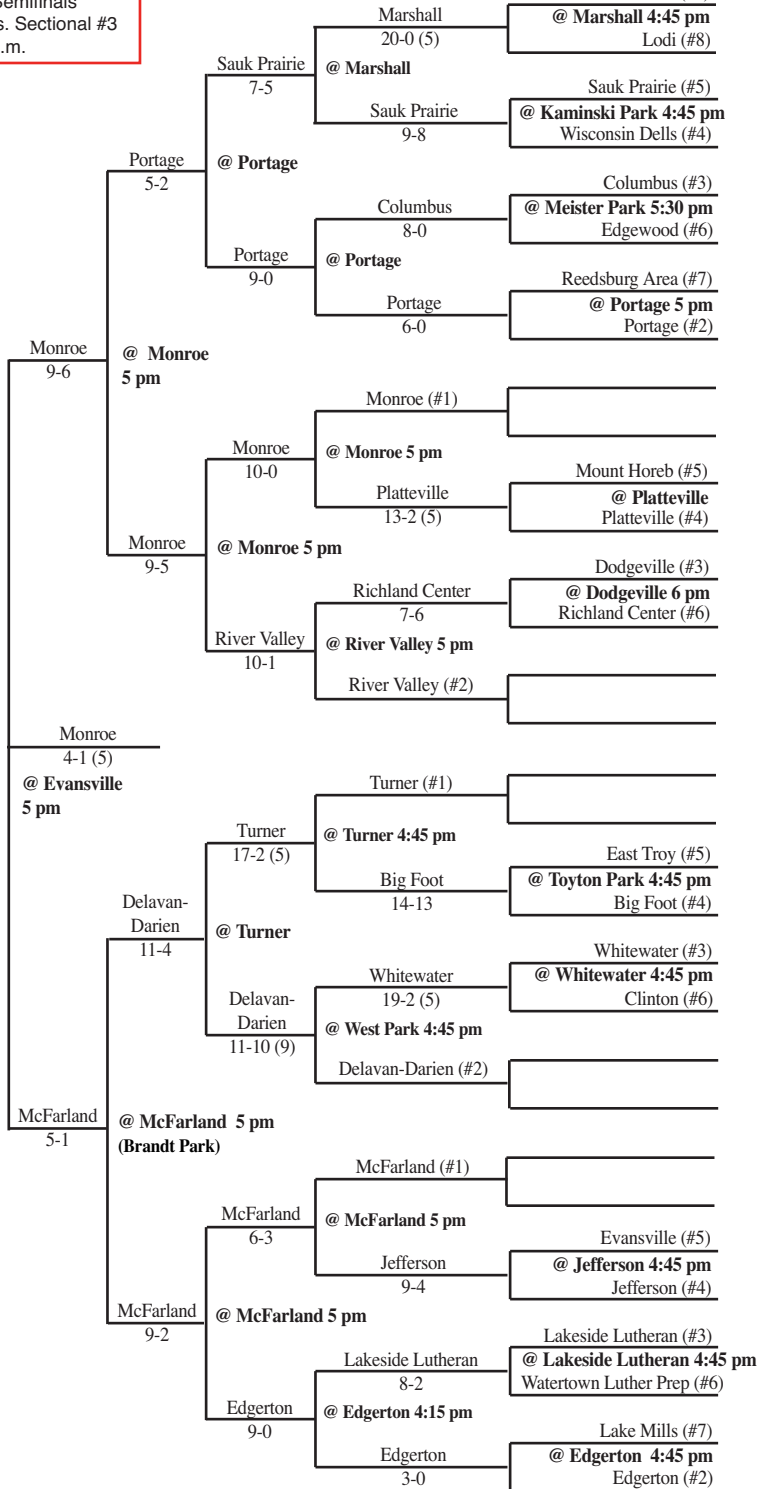 Semifinals
s. Sectional #3
.m.
Marshall
20-0 (5)
@ Marshall 4:45 pm
Lodi (#8)
Sauk Prairie
7-5
@ Marshall
Sauk Prairie
9-8
Sauk Prairie (#5)
@ Kaminski Park 4:45 pm
Wisconsin Dells (#4)
Portage
5-2
@ Portage
Columbus (#3)
@ Meister Park 5:30 pm
Edgewood (#6)
Columbus
8-0
Portage
9-0
@ Portage
Portage
6-0
Reedsburg Area (#7)
@ Portage 5 pm
Portage (#2)
Monroe
9-6
@ Monroe
5 pm
Monroe (#1)
Monroe
10-0
@ Monroe 5 pm
Platteville
13-2 (5)
Mount Horeb (#5)
@ Platteville
Platteville (#4)
Monroe
9-5
@ Monroe 5 pm
Richland Center
7-6
Dodgeville (#3)
@ Dodgeville 6 pm
Richland Center (#6)
River Valley
10-1
@ River Valley 5 pm
River Valley (#2)
Monroe
4-1 (5)
@ Evansville
5 pm
Turner (#1)
Turner
17-2 (5)
@ Turner 4:45 pm
Big Foot
14-13
East Troy (#5)
@ Toyton Park 4:45 pm
Big Foot (#4)
Delavan-
Darien
11-4
@ Turner
Whitewater
19-2 (5)
Whitewater (#3)
@ Whitewater 4:45 pm
Clinton (#6)
Delavan-
Darien
11-10 (9)
@ West Park 4:45 pm
Delavan-Darien (#2)
McFarland
5-1
@ McFarland 5 pm
(Brandt Park)
McFarland (#1)
McFarland
6-3
@ McFarland 5 pm
Jefferson
9-4
Evansville (#5)
@ Jefferson 4:45 pm
Jefferson (#4)
McFarland
9-2
@ McFarland 5 pm
Lakeside Lutheran
8-2
Lakeside Lutheran (#3)
@ Lakeside Lutheran 4:45 pm
Watertown Luther Prep (#6)
Edgerton
9-0
@ Edgerton 4:15 pm
Edgerton
3-0
Lake Mills (#7)
@ Edgerton 4:45 pm
Edgerton (#2)